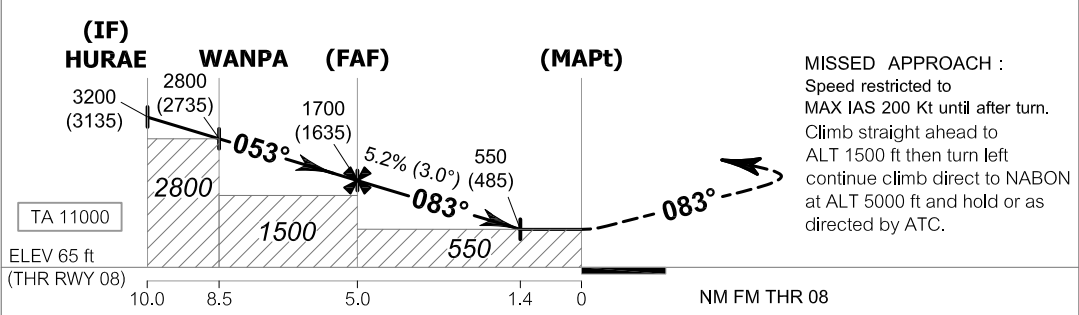 (IF)
HURAE WANPA (FAF) (MAPt)
3200
(3135)
2800
(2735)
1700
(1635)
550
(485)
053°
5.2% (3.0°)
083°
083°
2800
1500
550
TA 11000
ELEV 65 ft
(THR RWY 08)
10.0 8.5 5.0 1.4 0 NM FM THR 08
MISSED APPROACH :
Speed restricted to
MAX IAS 200 Kt until after turn.
Climb straight ahead to
ALT 1500 ft then turn left
continue climb direct to NABON
at ALT 5000 ft and hold or as
directed by ATC.